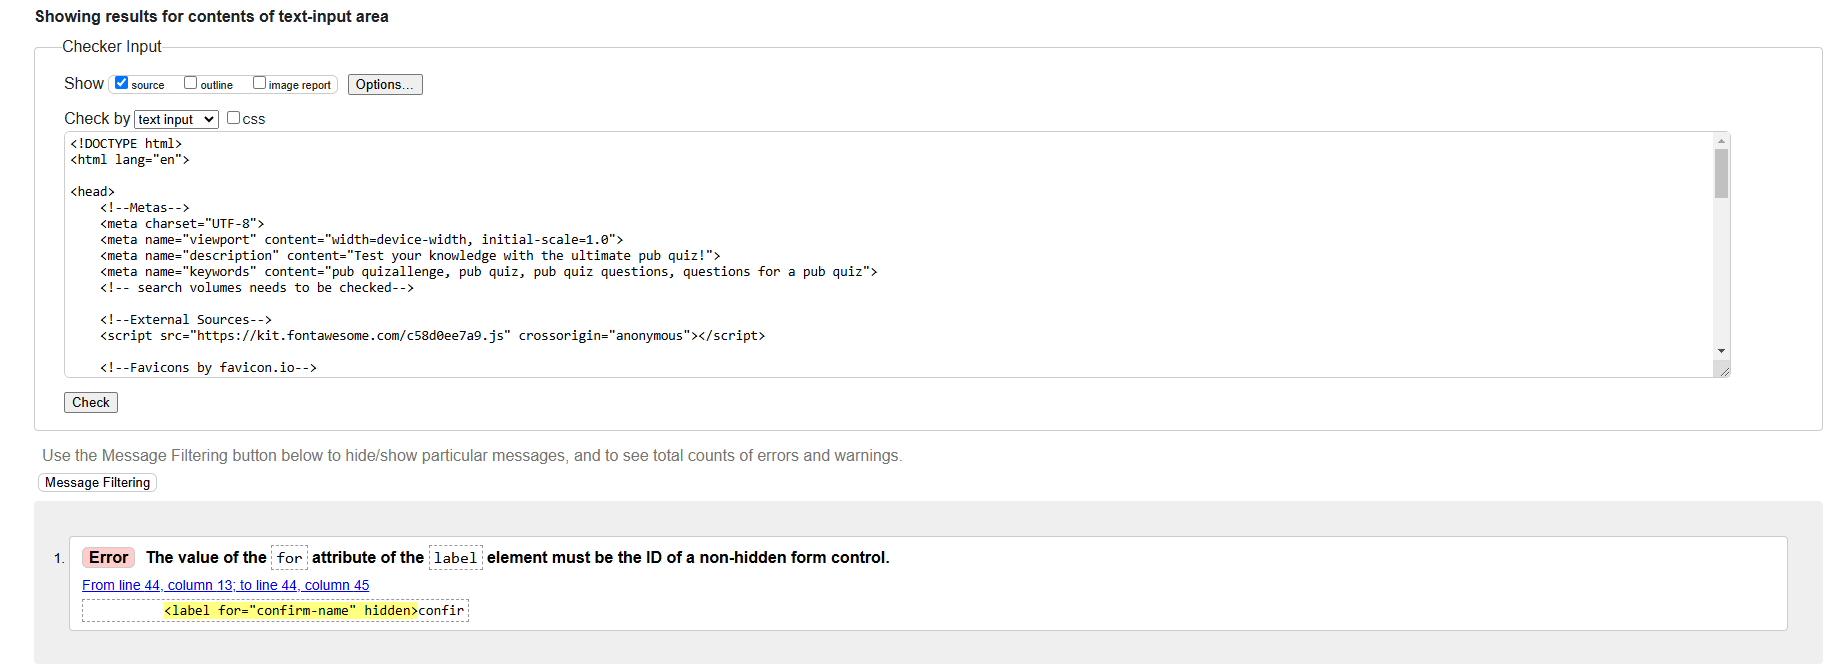 Showing results for contents of text-input area
Checker Input
Show source outline image report Options...
Check by text input css
<!DOCTYPE html>
<html lang="en">
<head>
<!--Metas-->
<meta charset="UTF-8">
<meta name="viewport" content="width=device-width, initial-scale=1.0">
<meta name="description" content="Test your knowledge with the ultimate pub quiz!">
<meta name="keywords" content="pub quizallenge, pub quiz, pub quiz questions, questions for a pub quiz">
<!-- search volumes needs to be checked-->
<!--External Sources-->
<script src="https://kit.fontawesome.com/c58d0ee7a9.js" crossorigin="anonymous"></script>
<!--Favicons by favicon.io-->
Check
Use the Message Filtering button below to hide/show particular messages, and to see total counts of errors and warnings.
Message Filtering
1. Error The value of the for attribute of the label element must be the ID of a non-hidden form control.
From line 44, column 13; to line 44, column 45
<label for="confirm-name" hidden>confir